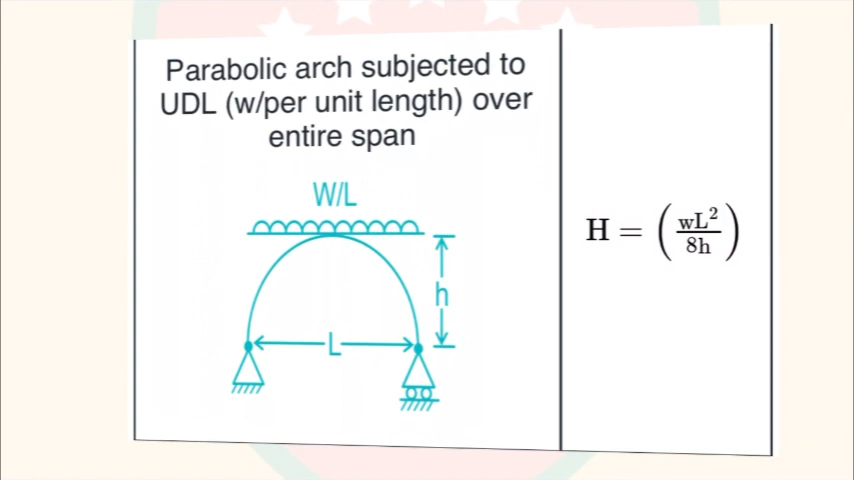 Parabolic arch subjected to
UDL (w/per unit length) over
entire span
W/L
h
L
H = (wL²/8h)